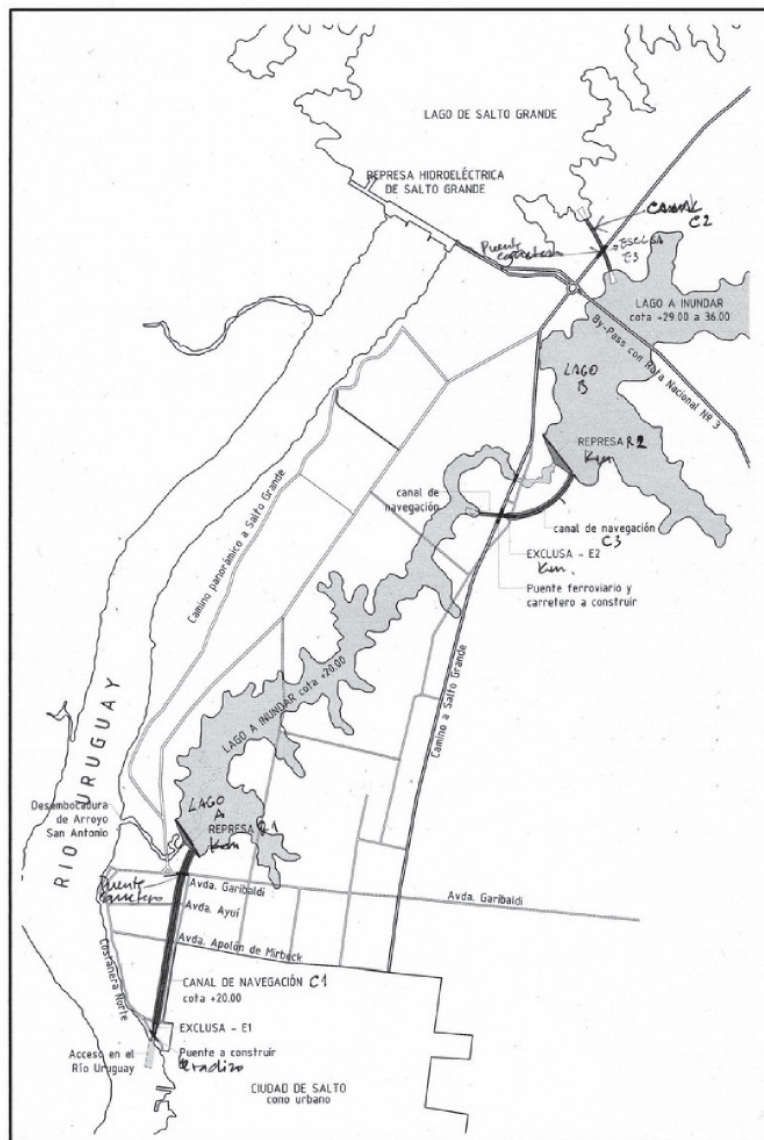 LAGO DE SALTO GRANDE
REPRESA HIDROELÉCTRICA
DE SALTO GRANDE
CANAL
C2
Puente
carretero
ESCLSA
E3
LAGO A INUNDAR
cota +29.00 a 36.00
By-Pass con Ruta Nacional Nº 3
LAGO
B
REPRESA R2
Km
canal de
navegación
canal de navegación
C3
EXCLUSA - E2
Km.
Puente ferroviario y
carretero a construir
Camino panorámico a Salto Grande
Camino a Salto Grande
LAGO A INUNDAR cota +20.00
RIO URUGUAY
Desembocadura
de Arroyo
San Antonio
LAGO
A
REPRESA R1
Km
Puente
carretero
Avda. Garibaldi
Avda. Garibaldi
Avda. Ayuí
Avda. Apolón de Mirbeck
Costanera Norte
CANAL DE NAVEGACIÓN C1
cota +20.00
EXCLUSA - E1
Acceso en el
Río Uruguay
Puente a construir
CIUDAD DE SALTO
cono urbano